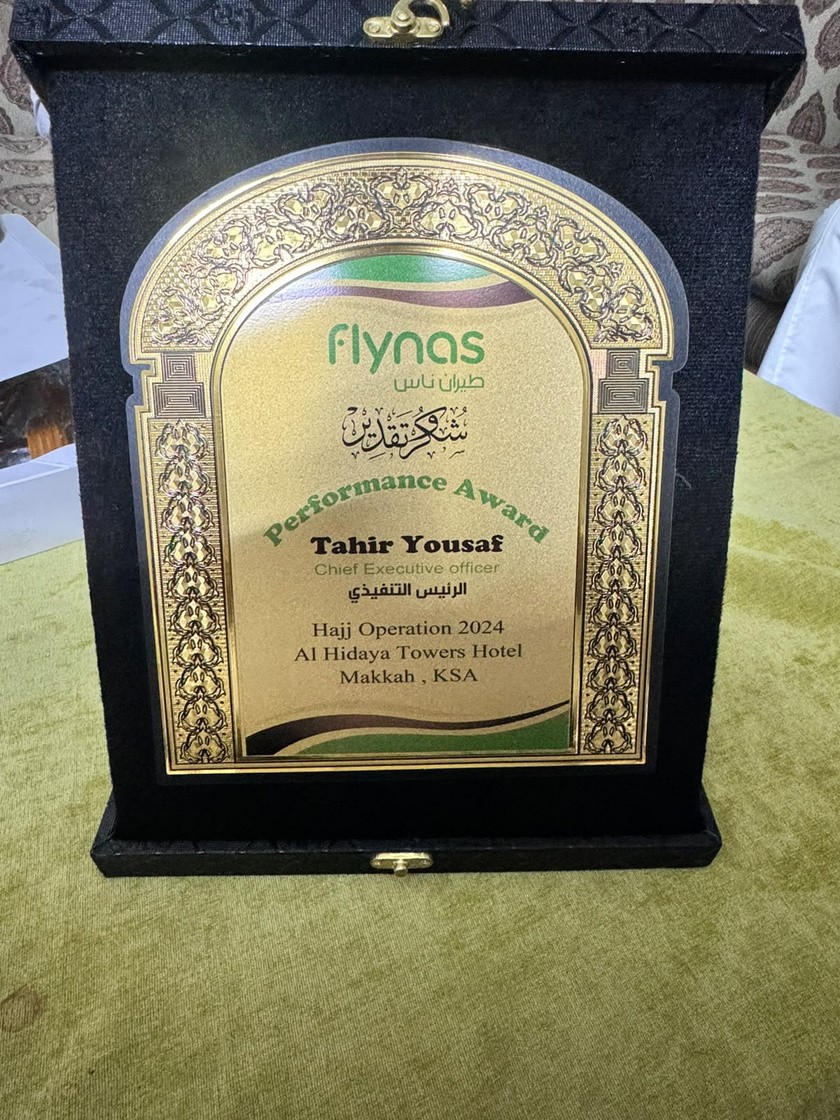 flynas
طيران ناس
شكر وتقدير
Performance Award
Tahir Yousaf
Chief Executive officer
الرئيس التنفيذي
Hajj Operation 2024
Al Hidaya Towers Hotel
Makkah , KSA